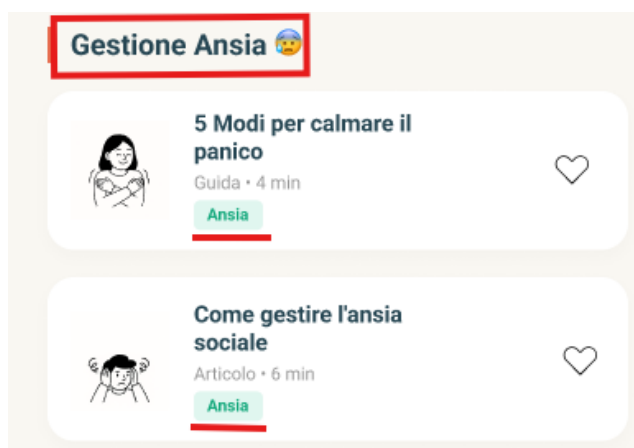 Gestione Ansia 😰
5 Modi per calmare il
panico
Guida • 4 min
Ansia
Come gestire l'ansia
sociale
Articolo • 6 min
Ansia